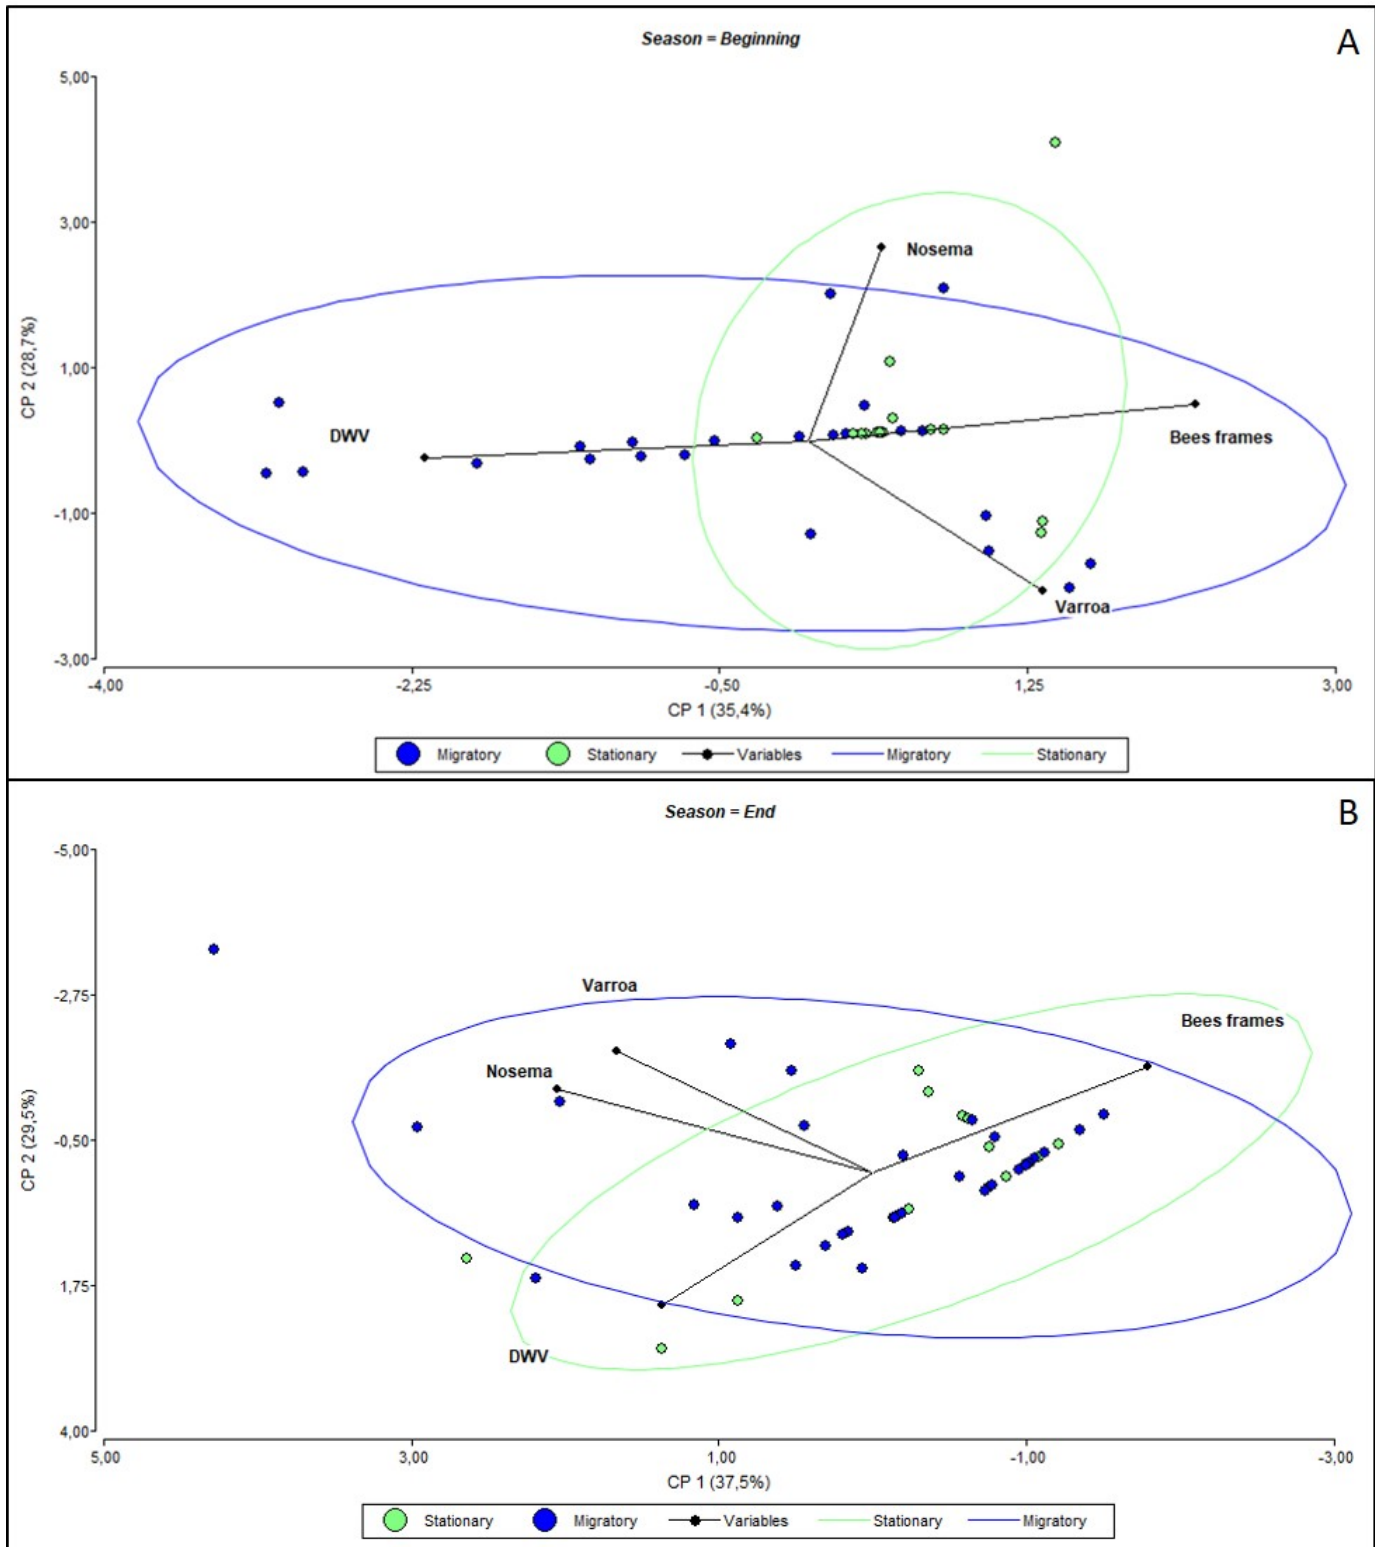 Season = Beginning
A
5,00
3,00
1,00
-1,00
-3,00
CP 2 (28,7%)
Nosema
DWV
Bees frames
Varroa
-4,00 -2,25 -0,50 1,25 3,00
CP 1 (35,4%)
Migratory Stationary Variables Migratory Stationary
Season = End
B
-5,00
-2,75
-0,50
1,75
4,00
CP 2 (29,5%)
Varroa
Bees frames
Nosema
DWV
5,00 3,00 1,00 -1,00 -3,00
CP 1 (37,5%)
Stationary Migratory Variables Stationary Migratory